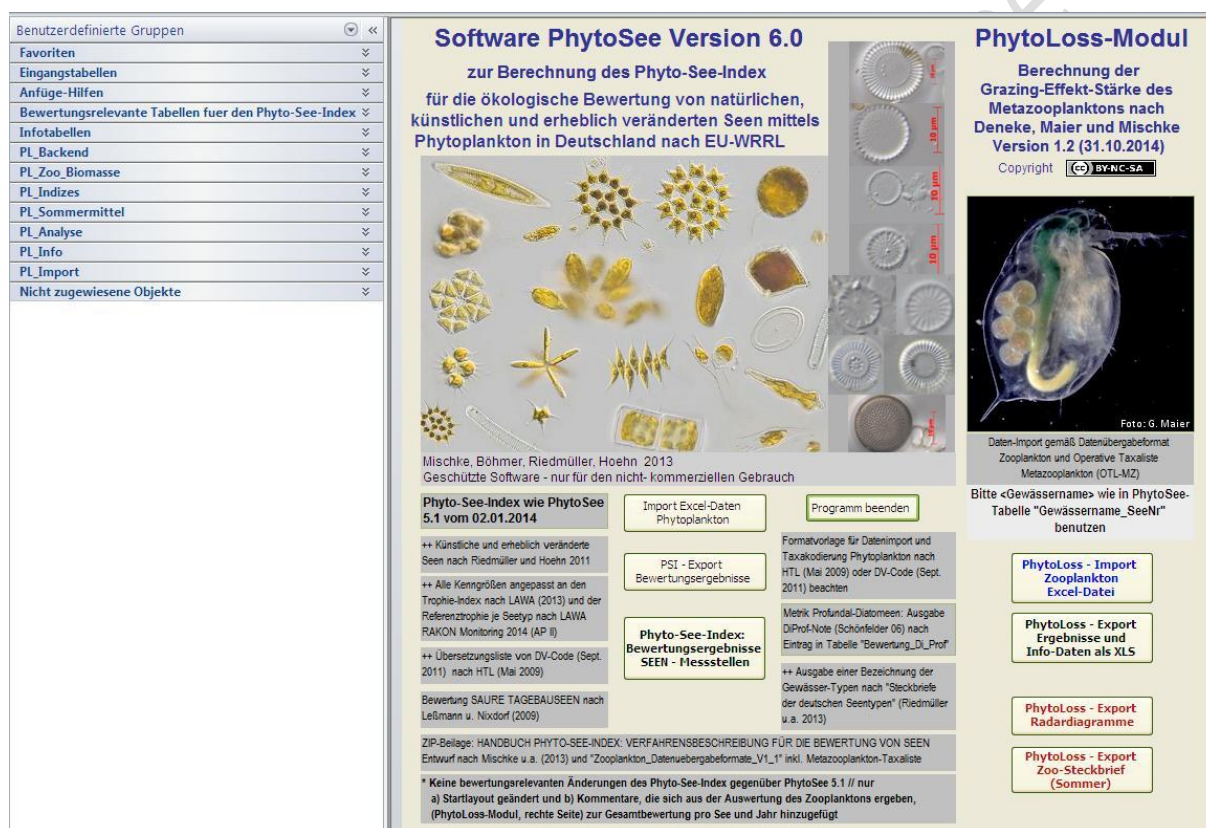 Benutzerdefinierte Gruppen
Favoriten
Eingangstabellen
Anfüge-Hilfen
Bewertungsrelevante Tabellen fuer den Phyto-See-Index
Infotabellen
PL_Backend
PL_Zoo_Biomasse
PL_Indizes
PL_Sommermittel
PL_Analyse
PL_Info
PL_Import
Nicht zugewiesene Objekte
Software PhytoSee Version 6.0
zur Berechnung des Phyto-See-Index
für die ökologische Bewertung von natürlichen,
künstlichen und erheblich veränderten Seen mittels
Phytoplankton in Deutschland nach EU-WRRL
10 µm
10 µm
10 µm
Mischke, Böhmer, Riedmüller, Hoehn 2013
Geschützte Software - nur für den nicht- kommerziellen Gebrauch
Phyto-See-Index wie PhytoSee
5.1 vom 02.01.2014
++ Künstliche und erheblich veränderte
Seen nach Riedmüller und Hoehn 2011
++ Alle Kenngrößen angepasst an den
Trophie-Index nach LAWA (2013) und der
Referenztrophie je Seetyp nach LAWA
RAKON Monitoring 2014 (AP II)
++ Übersetzungsliste von DV-Code (Sept.
2011) nach HTL (Mai 2009)
Bewertung SAURE TAGEBAUSEEN nach
Leßmann u. Nixdorf (2009)
Import Excel-Daten
Phytoplankton
PSI - Export
Bewertungsergebnisse
Phyto-See-Index:
Bewertungsergebnisse
SEEN - Messstellen
Programm beenden
Formatvorlage für Datenimport und
Taxakodierung Phytoplankton nach
HTL (Mai 2009) oder DV-Code (Sept.
2011) beachten
Metrik Profundal-Diatomeen: Ausgabe
DiProf-Note (Schönfelder 06) nach
Eintrag in Tabelle "Bewertung_Di_Prof"
++ Ausgabe einer Bezeichnung der
Gewässer-Typen nach "Steckbriefe
der deutschen Seentypen" (Riedmüller
u.a. 2013)
ZIP-Beilage: HANDBUCH PHYTO-SEE-INDEX: VERFAHRENSBESCHREIBUNG FÜR DIE BEWERTUNG VON SEEN
Entwurf nach Mischke u.a. (2013) und "Zooplankton_Datenuebergabeformate_V1_1" inkl. Metazooplankton-Taxaliste
* Keine bewertungsrelevanten Änderungen des Phyto-See-Index gegenüber PhytoSee 5.1 // nur
a) Startlayout geändert und b) Kommentare, die sich aus der Auswertung des Zooplanktons ergeben,
(PhytoLoss-Modul, rechte Seite) zur Gesamtbewertung pro See und Jahr hinzugefügt
PhytoLoss-Modul
Berechnung der
Grazing-Effekt-Stärke des
Metazooplanktons nach
Deneke, Maier und Mischke
Version 1.2 (31.10.2014)
Copyright (cc) BY-NC-SA
Foto: G. Maier
Daten-Import gemäß Datenübergabeformat
Zooplankton und Operative Taxaliste
Metazooplankton (OTL-MZ)
Bitte <Gewässername> wie in PhytoSee-
Tabelle "Gewässername_SeeNr"
benutzen
PhytoLoss - Import
Zooplankton
Excel-Datei
PhytoLoss - Export
Ergebnisse und
Info-Daten als XLS
PhytoLoss - Export
Radardiagramme
PhytoLoss - Export
Zoo-Steckbrief
(Sommer)